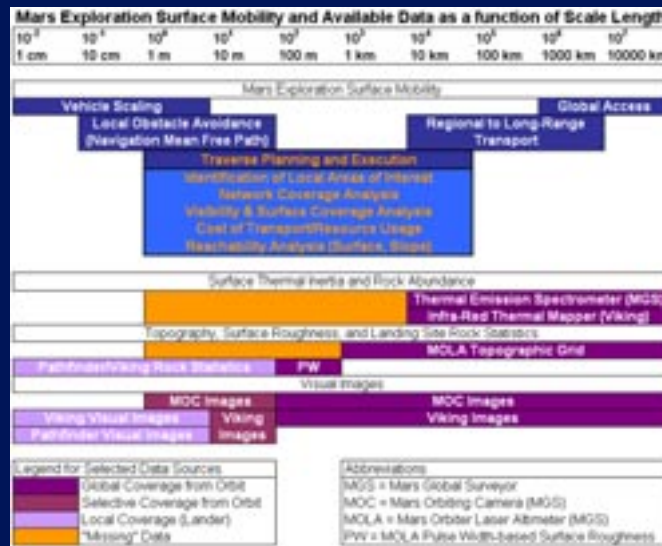 Mars Exploration Surface Mobility and Available Data as a function of Scale Length
10⁻² 10⁻¹ 10⁰ 10¹ 10² 10³ 10⁴ 10⁵ 10⁶ 10⁷
1 cm 10 cm 1 m 10 m 100 m 1 km 10 km 100 km 1000 km 10000 km
Mars Exploration Surface Mobility
Vehicle Scaling Global Access
Local Obstacle Avoidance Regional to Long-Range
(Navigation Mean Free Path) Transport
Traverse Planning and Execution
Identification of Local Areas of Interest
Network Coverage Analysis
Visibility & Surface Coverage Analysis
Cost of Transport/Resource Usage
Reachability Analysis (Surface, Slope)
Surface Thermal Inertia and Rock Abundance
Thermal Emission Spectrometer (MGS)
Infra-Red Thermal Mapper (Viking)
Topography, Surface Roughness, and Landing Site Rock Statistics
MOLA Topographic Grid
Pathfinder/Viking Rock Statistics PW
Visual Images
MOC Images MOC Images
Viking Visual Images Viking Viking Images
Pathfinder Visual Images Images
Legend for Selected Data Sources
Global Coverage from Orbit
Selective Coverage from Orbit
Local Coverage (Lander)
"Missing" Data
Abbreviations
MGS = Mars Global Surveyor
MOC = Mars Orbiting Camera (MGS)
MOLA = Mars Orbiter Laser Altimeter (MGS)
PW = MOLA Pulse Width-based Surface Roughness